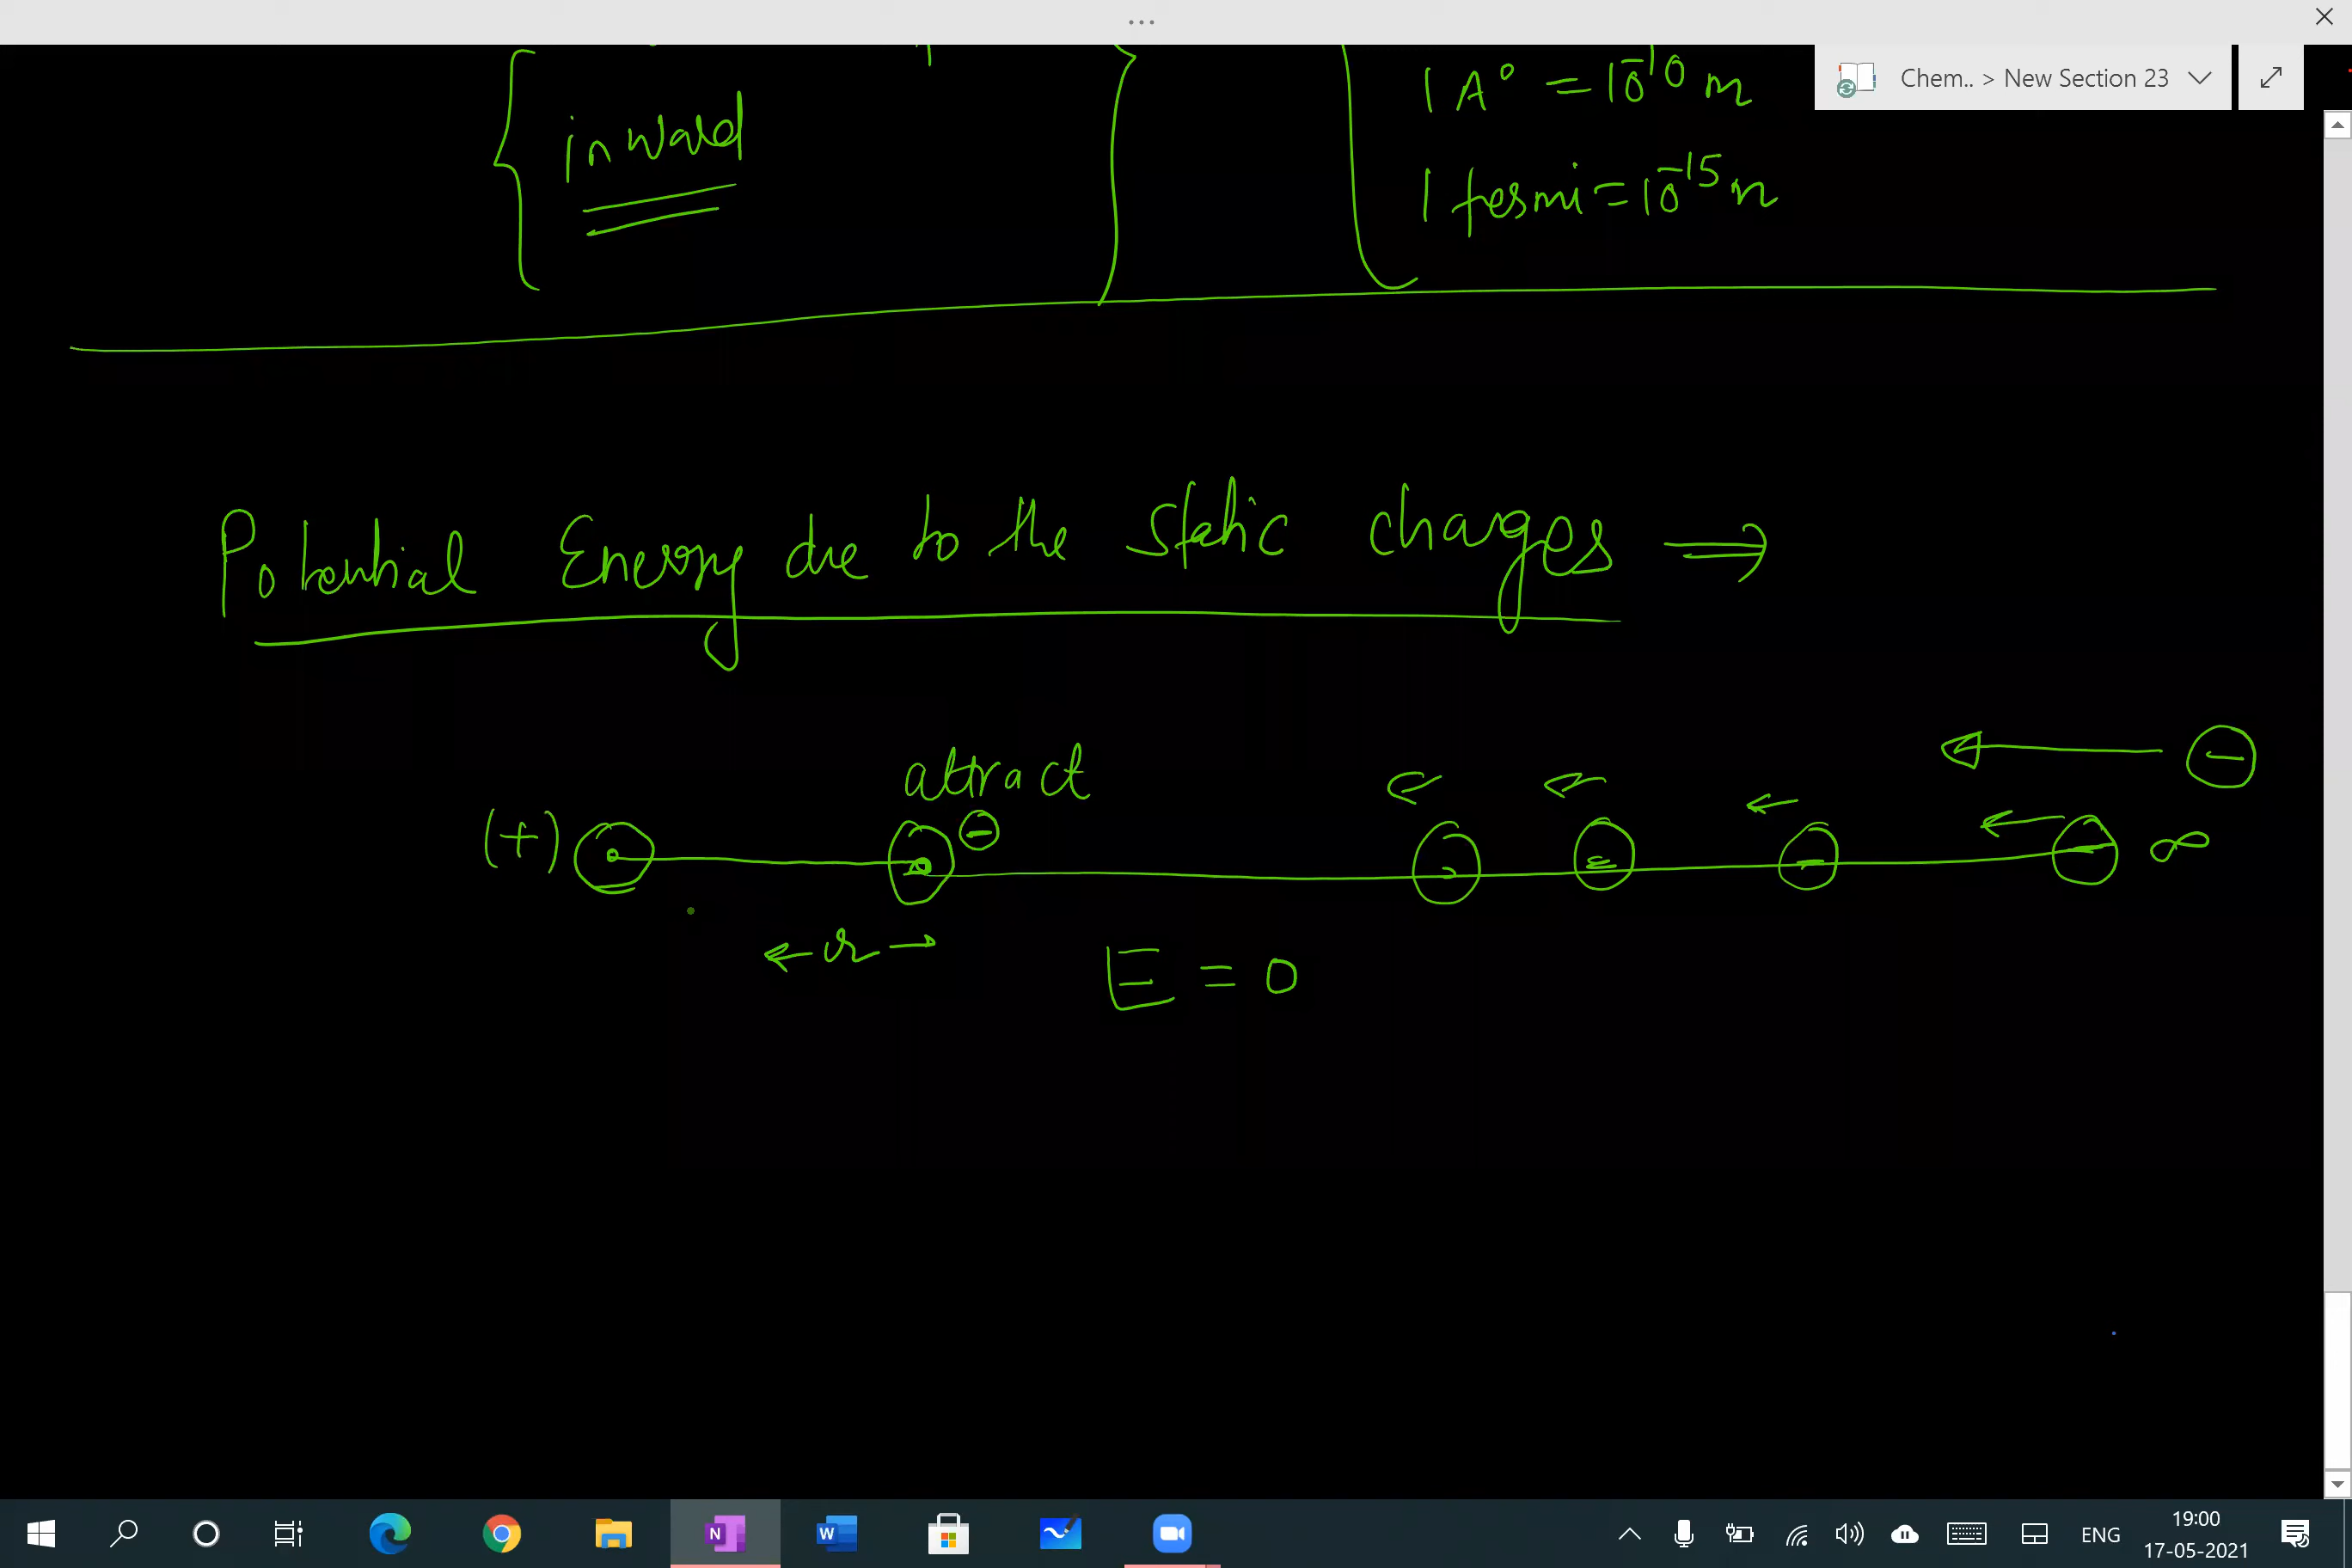 Chem.. > New Section 23
inward
1 A° = 10^-10 m
1 fermi = 10^-15 m
Potential Energy due to the static charges ⇒
attract
(+) − − − − − ∞
← r →
E = 0
ENG
19:00
17-05-2021